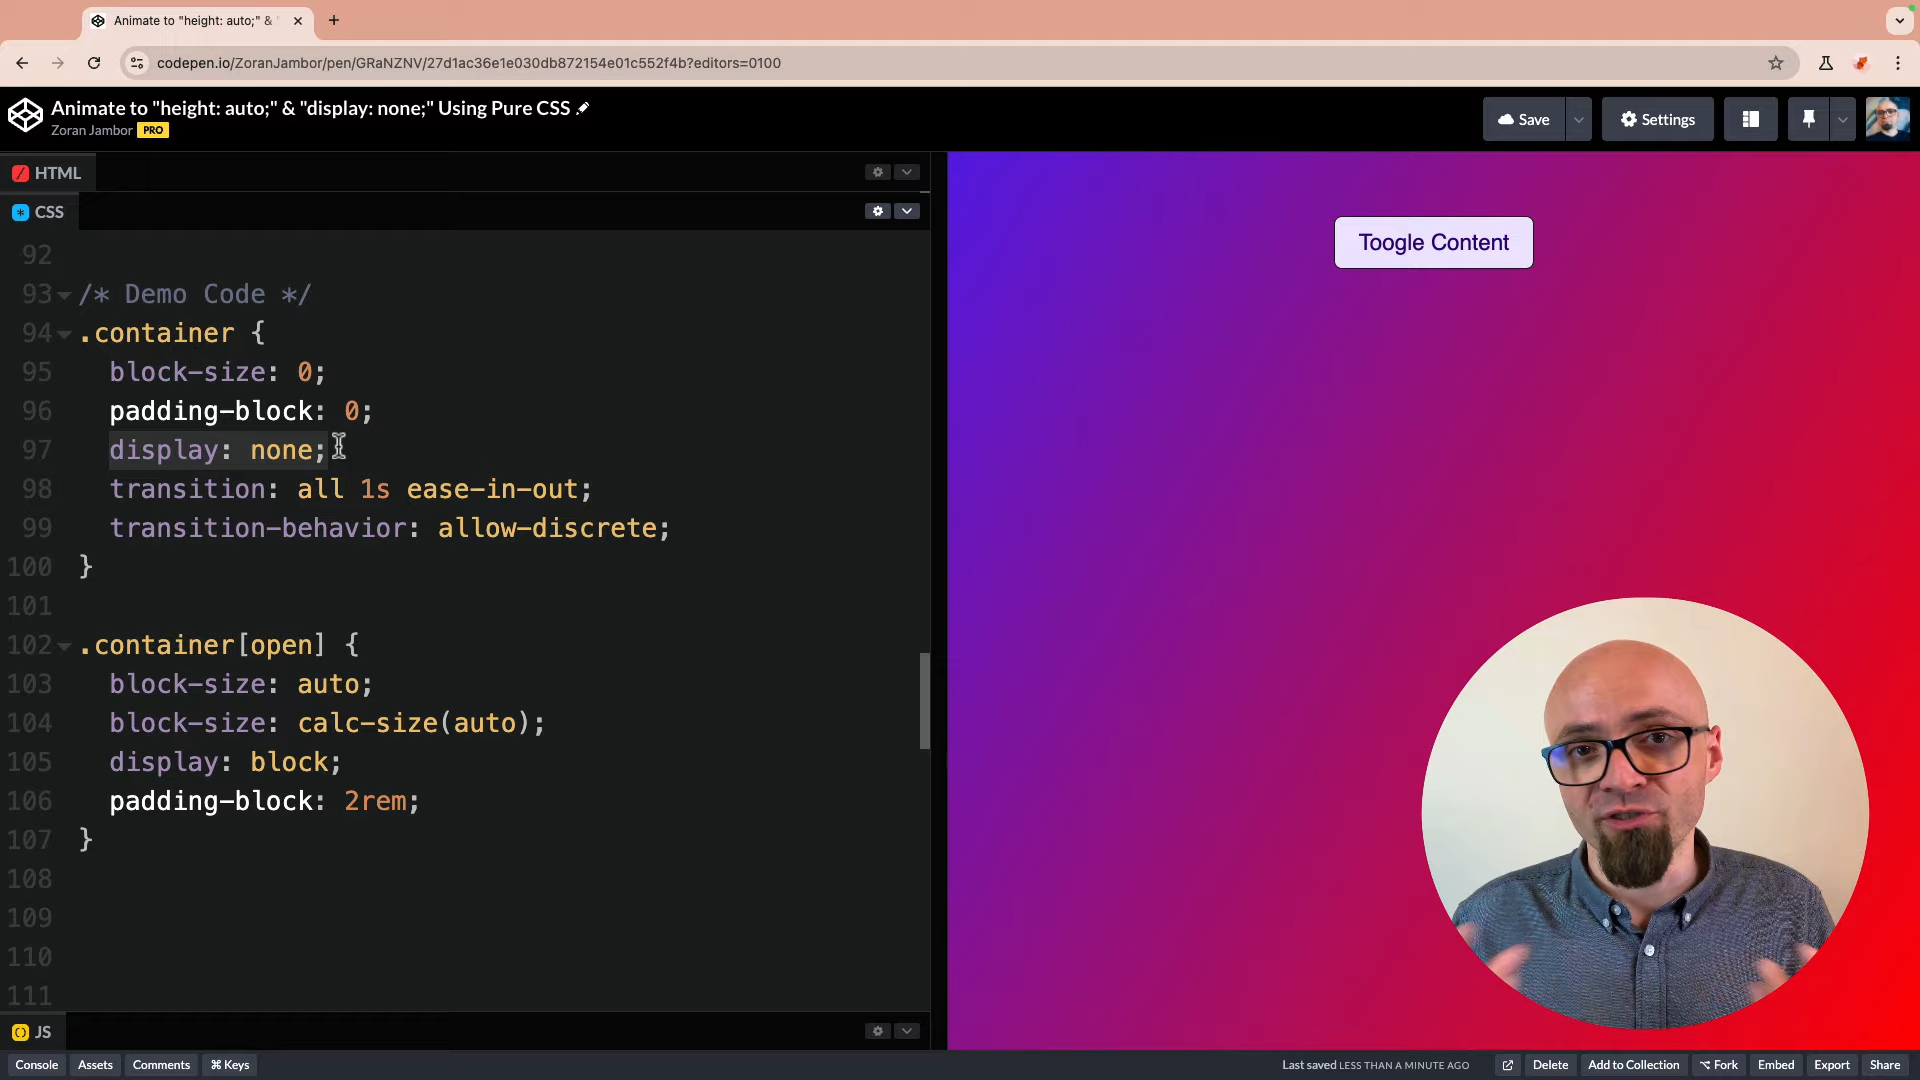 Animate to "height: auto;" &
codepen.io/ZoranJambor/pen/GRaNZNV/27d1ac36e1e030db872154e01c552f4b?editors=0100
Animate to "height: auto;" & "display: none;" Using Pure CSS
Zoran Jambor PRO
Save
Settings
HTML
CSS
92
93 /* Demo Code */
94 .container {
95 block-size: 0;
96 padding-block: 0;
97 display: none;
98 transition: all 1s ease-in-out;
99 transition-behavior: allow-discrete;
100 }
101
102 .container[open] {
103 block-size: auto;
104 block-size: calc-size(auto);
105 display: block;
106 padding-block: 2rem;
107 }
108
109
110
111
Toogle Content
JS
Console Assets Comments ⌘ Keys
Last saved LESS THAN A MINUTE AGO Delete Add to Collection Fork Embed Export Share